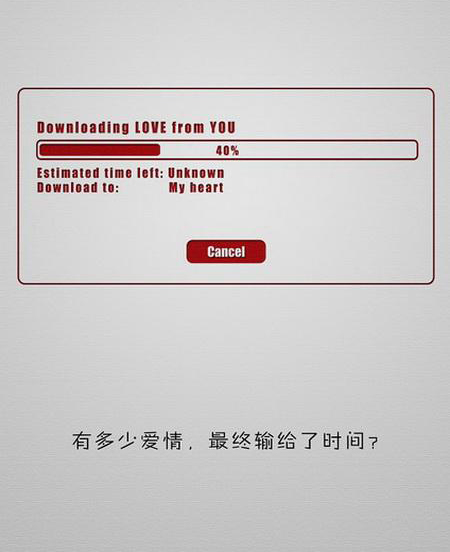 Downloading LOVE from YOU
40%
Estimated time left: Unknown
Download to: My heart
Cancel
有多少爱情，最终输给了时间?